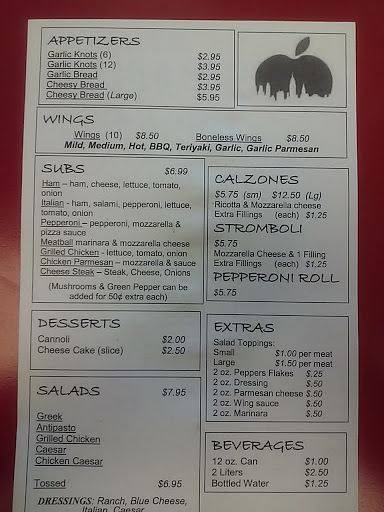 APPETIZERS
Garlic Knots (6) $2.95
Garlic Knots (12) $3.95
Garlic Bread $2.95
Cheesy Bread $3.95
Cheesy Bread (Large) $5.95
WINGS
Wings (10) $8.50 Boneless Wings $8.50
Mild, Medium, Hot, BBQ, Teriyaki, Garlic, Garlic Parmesan
SUBS $6.99
Ham – ham, cheese, lettuce, tomato,
onion
Italian - ham, salami, pepperoni, lettuce,
tomato, onion
Pepperoni – pepperoni, mozzarella &
pizza sauce
Meatball marinara & mozzarella cheese
Grilled Chicken - lettuce, tomato, onion
Chicken Parmesan – mozzarella & sauce
Cheese Steak – Steak, Cheese, Onions
(Mushrooms & Green Pepper can be
added for 50¢ extra each)
CALZONES
$5.75 (sm) $12.50 (Lg)
Ricotta & Mozzarella cheese
Extra Fillings (each) $1.25
STROMBOLI
$5.75
Mozzarella Cheese & 1 Filling
Extra Fillings (each) $1.25
PEPPERONI ROLL
$5.75
DESSERTS
Cannoli $2.00
Cheese Cake (slice) $2.50
EXTRAS
Salad Toppings:
Small $1.00 per meat
Large $1.50 per meat
2 oz. Peppers Flakes $.25
2 oz. Dressing $.50
2 oz. Parmesan cheese $.50
2 oz. Wing sauce $.50
2 oz. Marinara $.50
SALADS $7.95
Greek
Antipasto
Grilled Chicken
Caesar
Chicken Caesar
Tossed $6.95
DRESSINGS: Ranch, Blue Cheese,
Italian, Caesar
BEVERAGES
12 oz. Can $1.00
2 Liters $2.50
Bottled Water $1.25